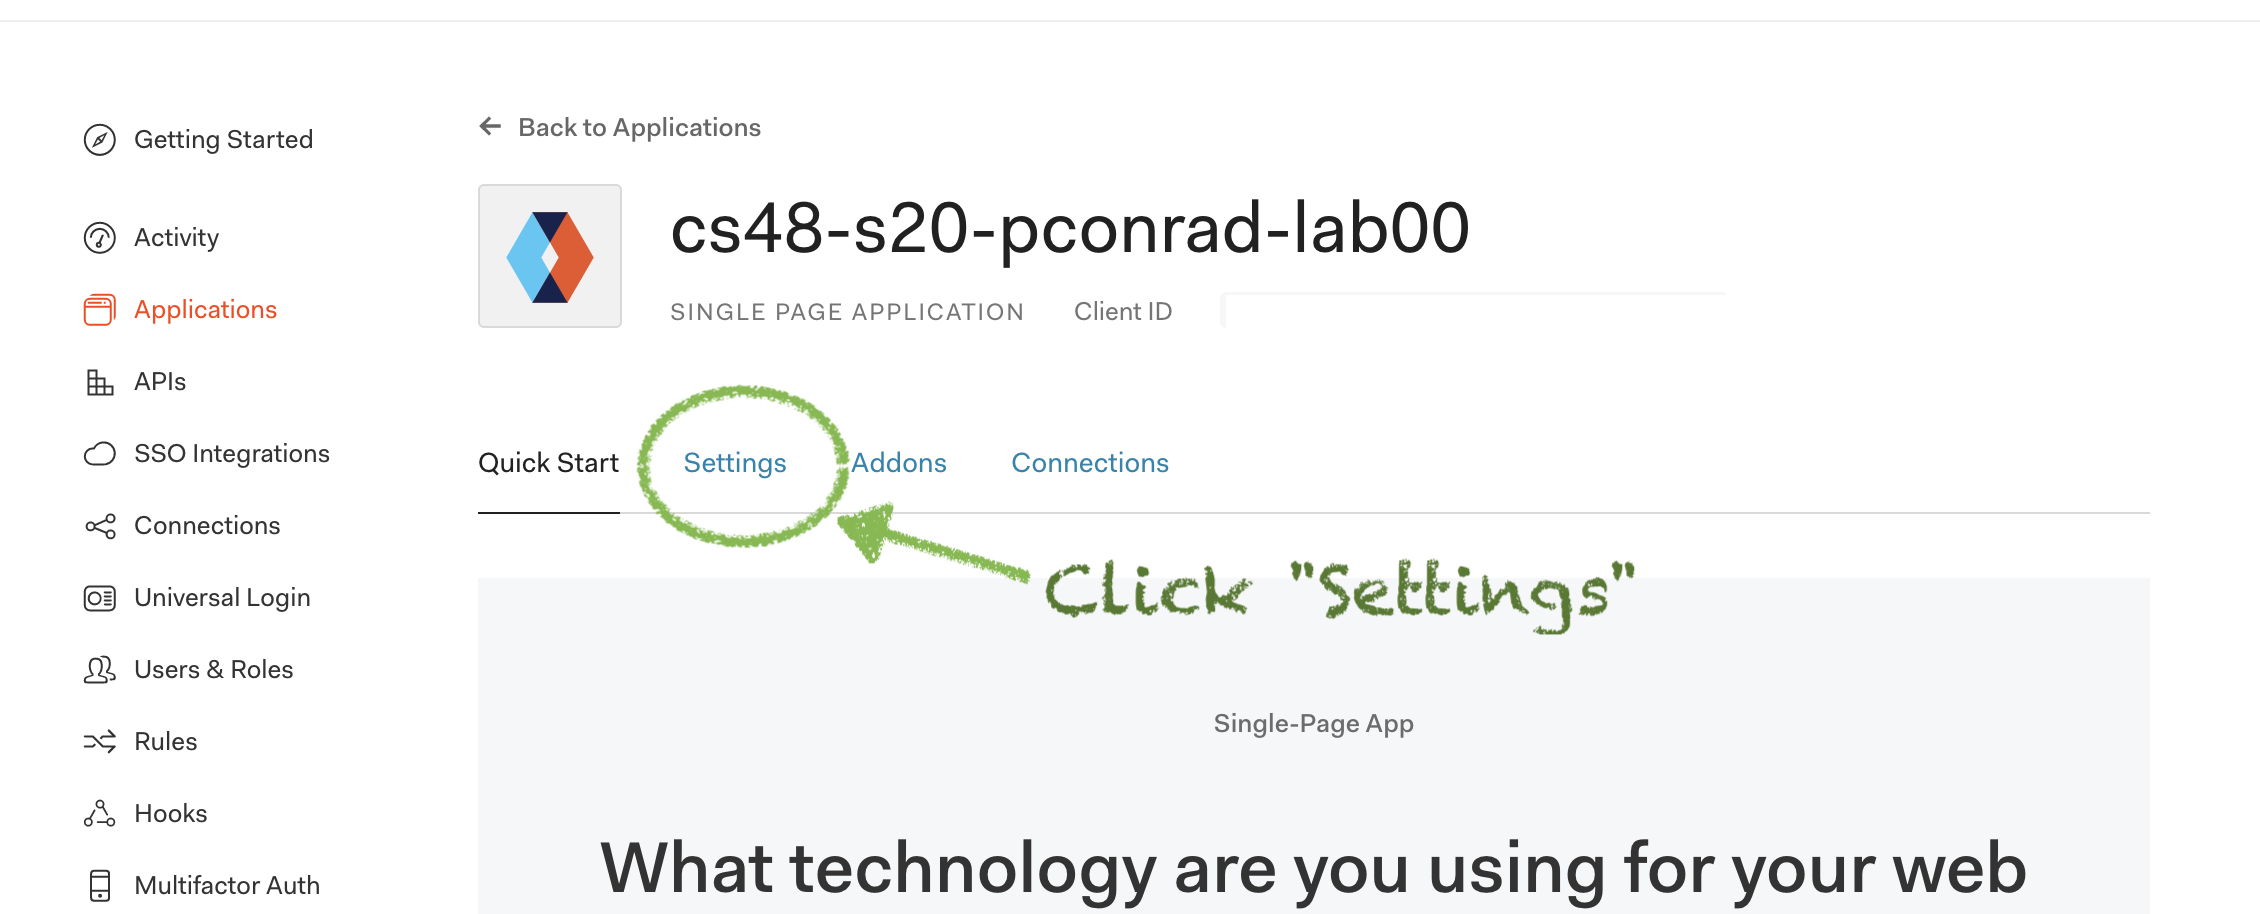 Getting Started
Activity
Applications
APIs
SSO Integrations
Connections
Universal Login
Users & Roles
Rules
Hooks
Multifactor Auth
Back to Applications
cs48-s20-pconrad-lab00
SINGLE PAGE APPLICATION Client ID
Quick Start Settings Addons Connections
Click "Settings"
Single-Page App
What technology are you using for your web